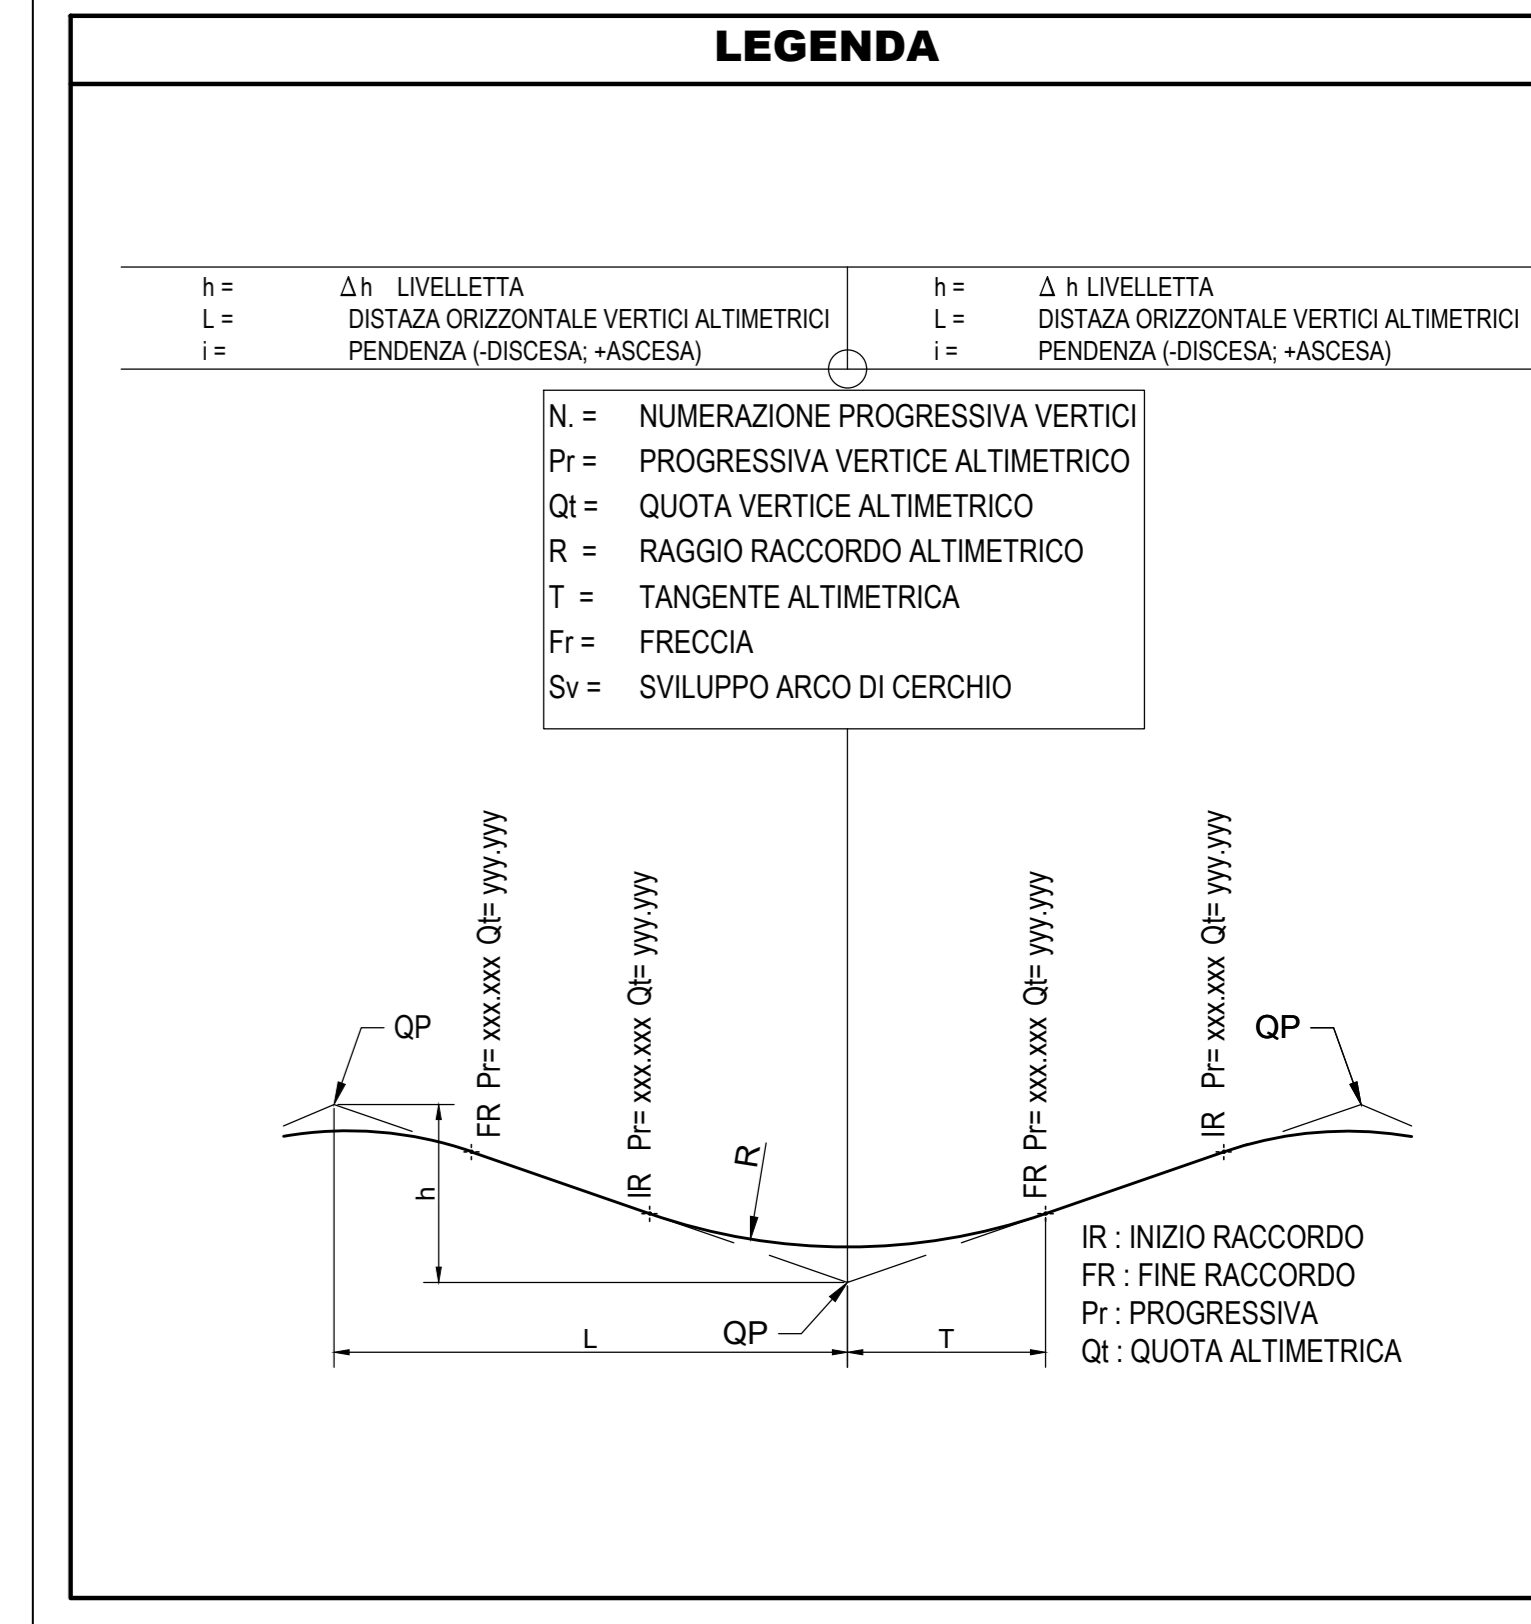 LEGENDA
h = Δ h LIVELLETTA
L = DISTAZA ORIZZONTALE VERTICI ALTIMETRICI
i = PENDENZA (-DISCESA; +ASCESA)
h = Δ h LIVELLETTA
L = DISTAZA ORIZZONTALE VERTICI ALTIMETRICI
i = PENDENZA (-DISCESA; +ASCESA)
N. = NUMERAZIONE PROGRESSIVA VERTICI
Pr = PROGRESSIVA VERTICE ALTIMETRICO
Qt = QUOTA VERTICE ALTIMETRICO
R = RAGGIO RACCORDO ALTIMETRICO
T = TANGENTE ALTIMETRICA
Fr = FRECCIA
Sv = SVILUPPO ARCO DI CERCHIO
QP
FR Pr= xxx.xxx Qt= yyy.yyy
IR Pr= xxx.xxx Qt= yyy.yyy
FR Pr= xxx.xxx Qt= yyy.yyy
IR Pr= xxx.xxx Qt= yyy.yyy
QP
h
R
L
QP
T
IR : INIZIO RACCORDO
FR : FINE RACCORDO
Pr : PROGRESSIVA
Qt : QUOTA ALTIMETRICA